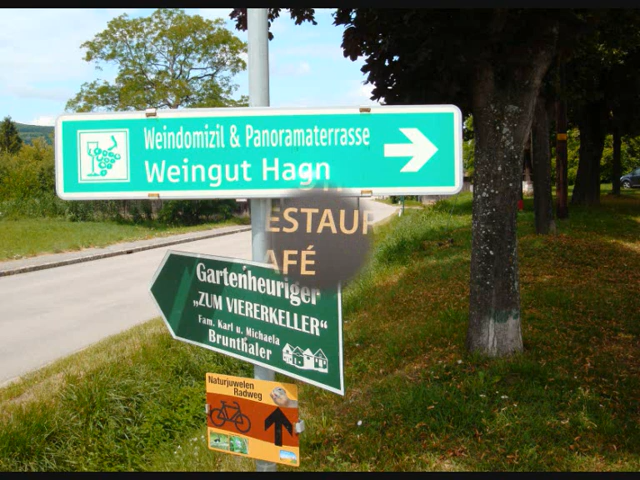 Weindomizil & Panoramaterrasse
Weingut Hagn
ESTAUR
AFÉ
Gartenheuriger
„ZUM VIERERKELLER“
Fam. Karl u. Michaela
Brunthaler
Naturjuwelen
Radweg